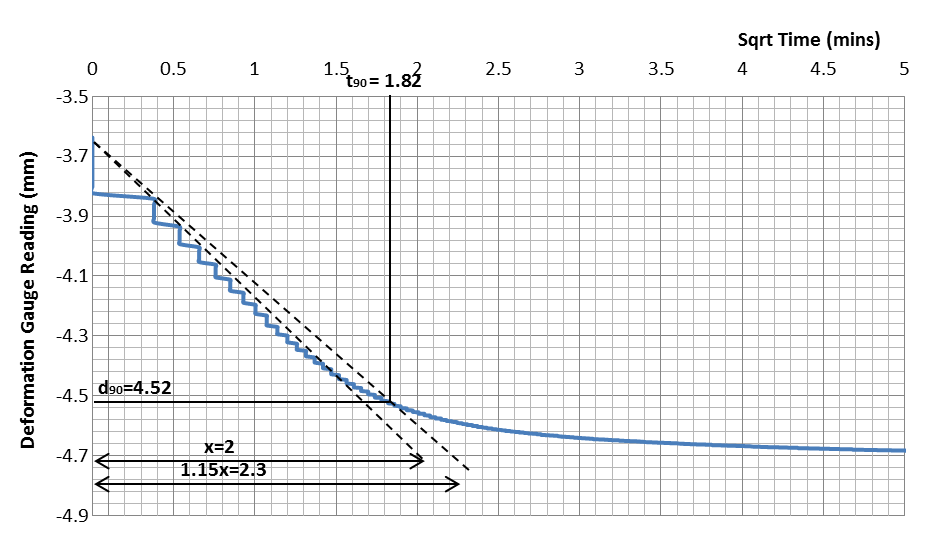 Sqrt Time (mins)
0 0.5 1 1.5 2 2.5 3 3.5 4 4.5 5
t₉₀ = 1.82
-3.5
-3.7
-3.9
-4.1
-4.3
-4.5
-4.7
-4.9
Deformation Gauge Reading (mm)
d₉₀=4.52
x=2
1.15x=2.3